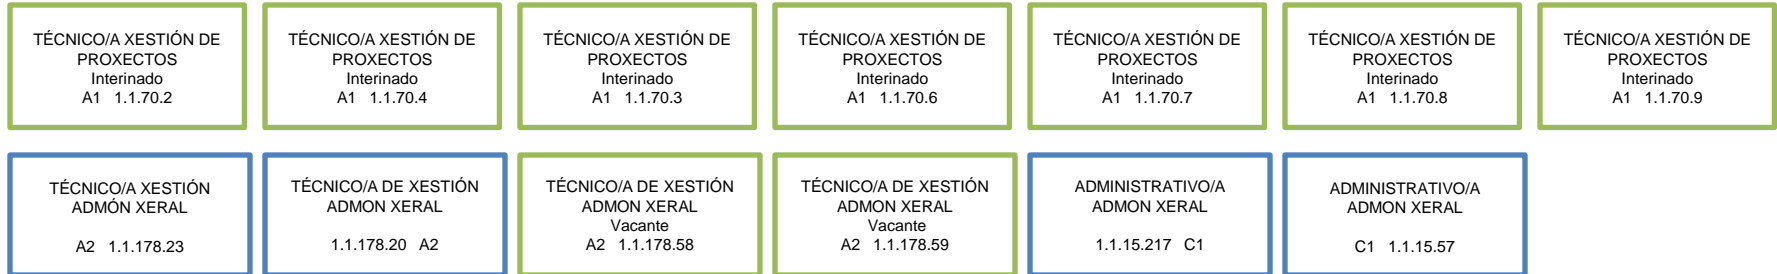 TÉCNICO/A XESTIÓN DE
PROXECTOS
Interinado
A1 1.1.70.2
TÉCNICO/A XESTIÓN DE
PROXECTOS
Interinado
A1 1.1.70.4
TÉCNICO/A XESTIÓN DE
PROXECTOS
Interinado
A1 1.1.70.3
TÉCNICO/A XESTIÓN DE
PROXECTOS
Interinado
A1 1.1.70.6
TÉCNICO/A XESTIÓN DE
PROXECTOS
Interinado
A1 1.1.70.7
TÉCNICO/A XESTIÓN DE
PROXECTOS
Interinado
A1 1.1.70.8
TÉCNICO/A XESTIÓN DE
PROXECTOS
Interinado
A1 1.1.70.9
TÉCNICO/A XESTIÓN
ADMÓN XERAL
A2 1.1.178.23
TÉCNICO/A DE XESTIÓN
ADMON XERAL
1.1.178.20 A2
TÉCNICO/A DE XESTIÓN
ADMON XERAL
Vacante
A2 1.1.178.58
TÉCNICO/A DE XESTIÓN
ADMON XERAL
Vacante
A2 1.1.178.59
ADMINISTRATIVO/A
ADMON XERAL
1.1.15.217 C1
ADMINISTRATIVO/A
ADMON XERAL
C1 1.1.15.57